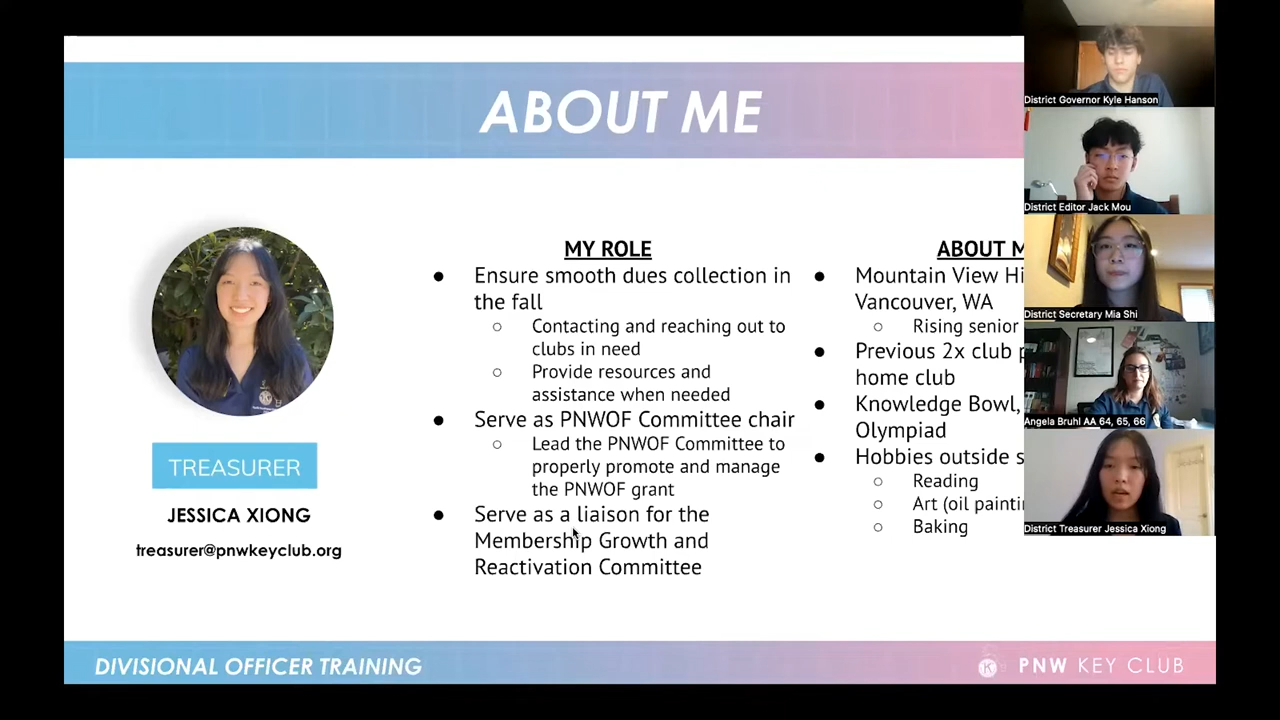 ABOUT ME
MY ROLE
Ensure smooth dues collection in
the fall
Contacting and reaching out to
clubs in need
Provide resources and
assistance when needed
Serve as PNWOF Committee chair
Lead the PNWOF Committee to
properly promote and manage
the PNWOF grant
Serve as a liaison for the
Membership Growth and
Reactivation Committee
ABOUT M
Mountain View Hi
Vancouver, WA
Rising senior
Previous 2x club p
home club
Knowledge Bowl,
Olympiad
Hobbies outside s
Reading
Art (oil paintin
Baking
TREASURER
JESSICA XIONG
treasurer@pnwkeyclub.org
District Governor Kyle Hanson
District Editor Jack Mou
District Secretary Mia Shi
Angela Bruhl AA 64, 65, 66
District Treasurer Jessica Xiong
DIVISIONAL OFFICER TRAINING
K
PNW KEY CLUB